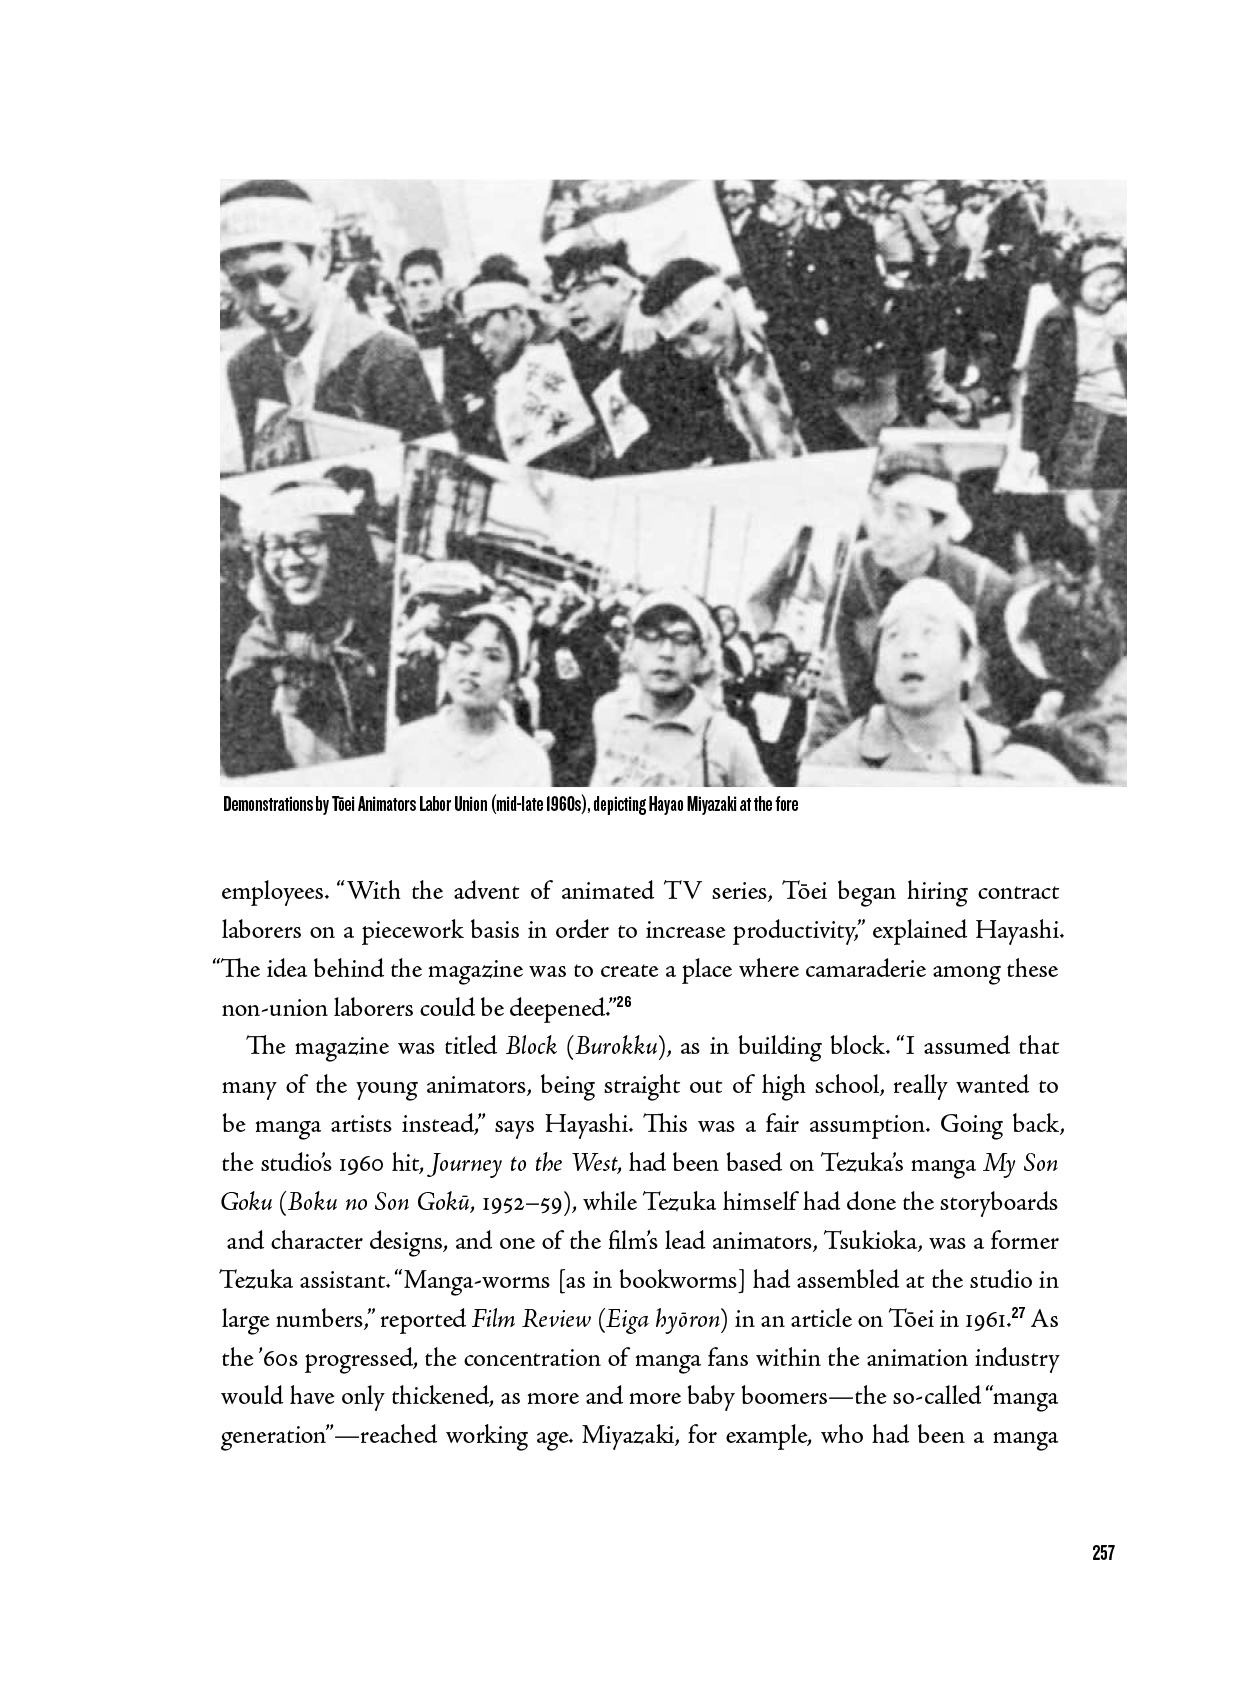 Demonstrations by Tōei Animators Labor Union (mid-late 1960s), depicting Hayao Miyazaki at the fore
employees. “With the advent of animated TV series, Tōei began hiring contract
laborers on a piecework basis in order to increase productivity,” explained Hayashi.
“The idea behind the magazine was to create a place where camaraderie among these
non-union laborers could be deepened.”26
The magazine was titled Block (Burokku), as in building block. “I assumed that
many of the young animators, being straight out of high school, really wanted to
be manga artists instead,” says Hayashi. This was a fair assumption. Going back,
the studio’s 1960 hit, Journey to the West, had been based on Tezuka’s manga My Son
Goku (Boku no Son Gokū, 1952–59), while Tezuka himself had done the storyboards
and character designs, and one of the film’s lead animators, Tsukioka, was a former
Tezuka assistant. “Manga-worms [as in bookworms] had assembled at the studio in
large numbers,” reported Film Review (Eiga hyōron) in an article on Tōei in 1961.27 As
the ’60s progressed, the concentration of manga fans within the animation industry
would have only thickened, as more and more baby boomers—the so-called “manga
generation”—reached working age. Miyazaki, for example, who had been a manga
257